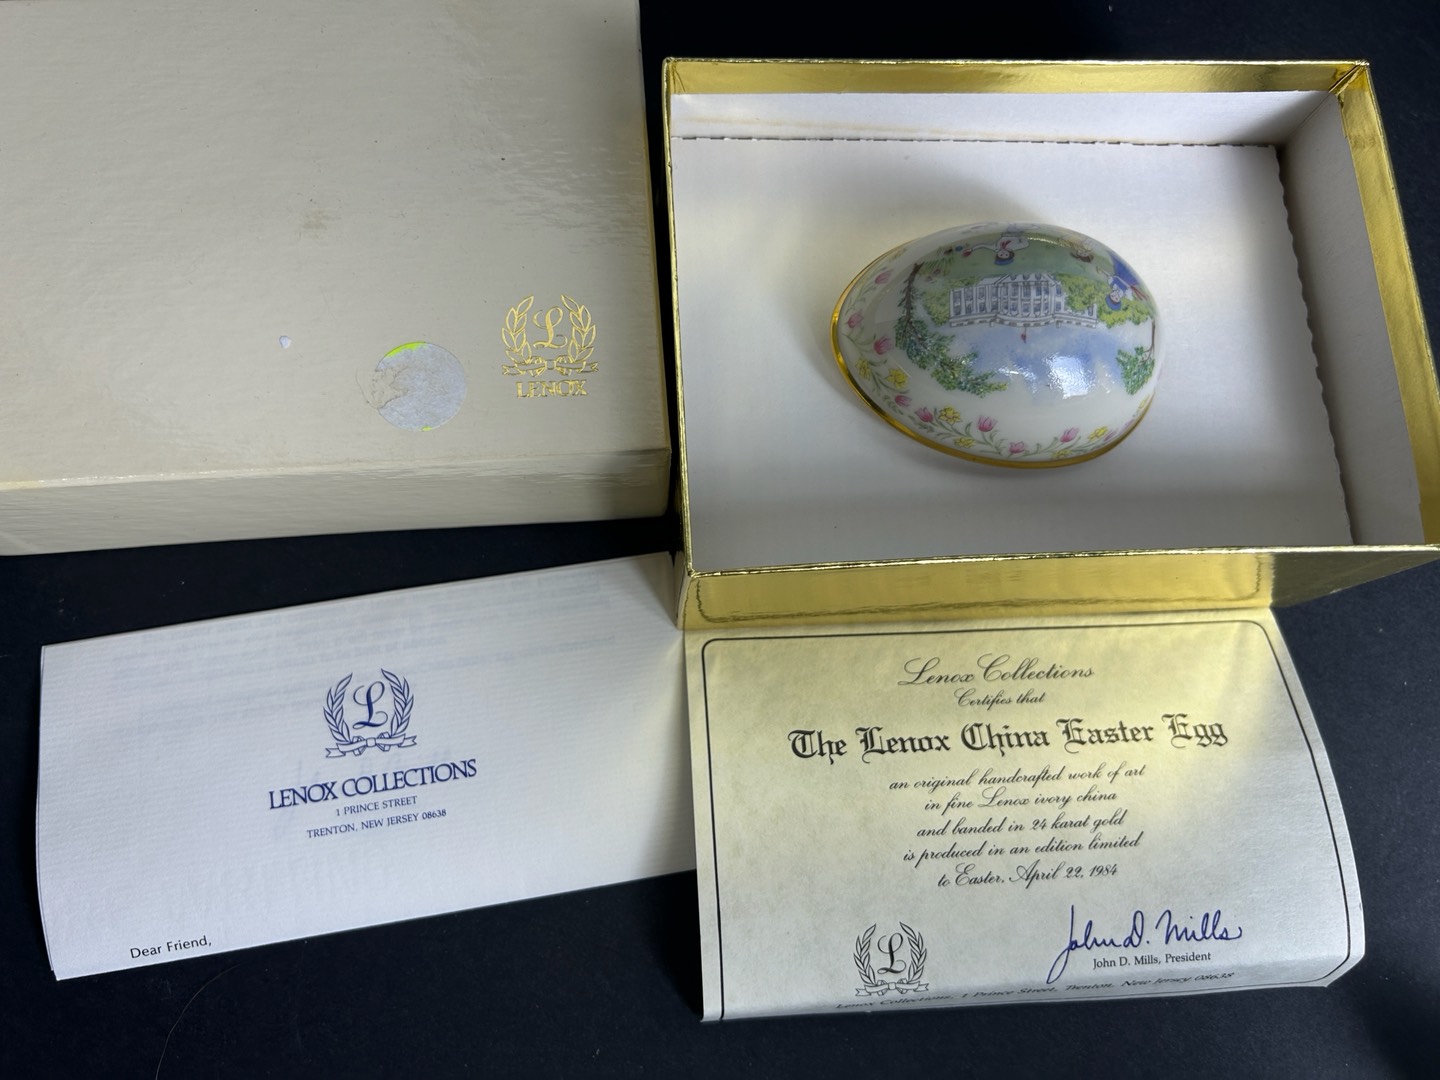 L
LENOX
L
LENOX COLLECTIONS
1 PRINCE STREET
TRENTON, NEW JERSEY 08638
Dear Friend,
Lenox Collections
Certifies that
The Lenox China Easter Egg
an original handcrafted work of art
in fine Lenox ivory china
and banded in 24 karat gold
is produced in an edition limited
to Easter, April 22, 1984
John D. Mills
John D. Mills, President
L
Lenox Collections, 1 Prince Street, Trenton, New Jersey 08638